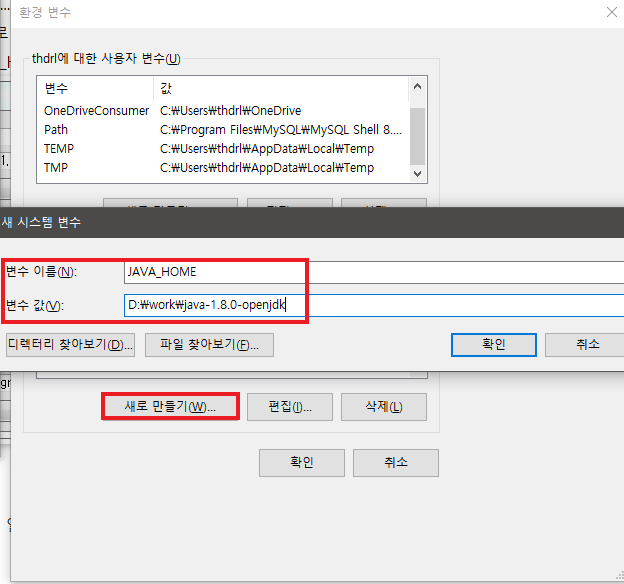 환경 변수
thdrl에 대한 사용자 변수(U)
변수 값
OneDriveConsumer C:\Users\thdrl\OneDrive
Path C:\Program Files\MySQL\MySQL Shell 8....
TEMP C:\Users\thdrl\AppData\Local\Temp
TMP C:\Users\thdrl\AppData\Local\Temp
새 시스템 변수
변수 이름(N): JAVA_HOME
변수 값(V): D:\work\java-1.8.0-openjdk
디렉터리 찾아보기(D)... 파일 찾아보기(F)... 확인 취소
새로 만들기(W)... 편집(I)... 삭제(L)
확인 취소